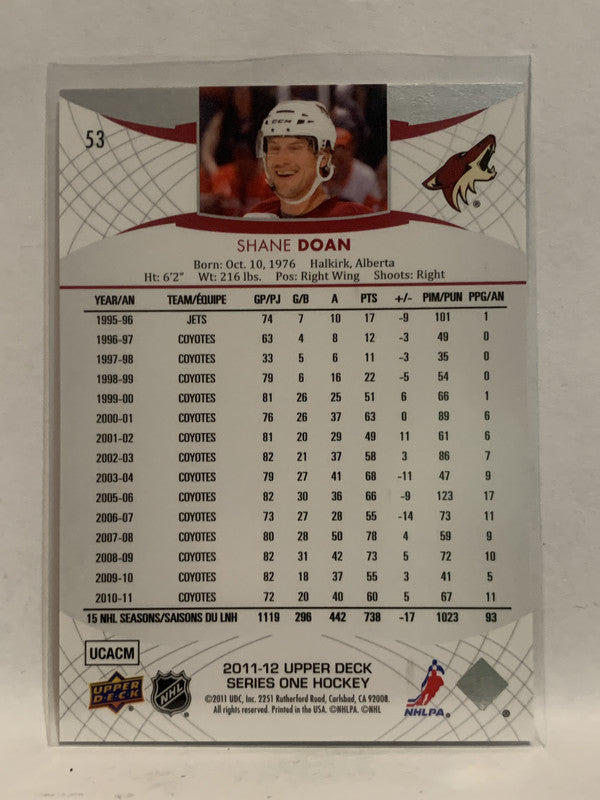 53
CCM
SHANE DOAN
Born: Oct. 10, 1976 Halkirk, Alberta
Ht: 6'2" Wt: 216 lbs. Pos: Right Wing Shoots: Right
YEAR/AN TEAM/ÉQUIPE GP/PJ G/B A PTS +/- PIM/PUN PPG/AN
1995-96 JETS 74 7 10 17 -9 101 1
1996-97 COYOTES 63 4 8 12 -3 49 0
1997-98 COYOTES 33 5 6 11 -3 35 0
1998-99 COYOTES 79 6 16 22 -5 54 0
1999-00 COYOTES 81 26 25 51 6 66 1
2000-01 COYOTES 76 26 37 63 0 89 6
2001-02 COYOTES 81 20 29 49 11 61 6
2002-03 COYOTES 82 21 37 58 3 86 7
2003-04 COYOTES 79 27 41 68 -11 47 9
2005-06 COYOTES 82 30 36 66 -9 123 17
2006-07 COYOTES 73 27 28 55 -14 73 11
2007-08 COYOTES 80 28 50 78 4 59 9
2008-09 COYOTES 82 31 42 73 5 72 10
2009-10 COYOTES 82 18 37 55 3 41 5
2010-11 COYOTES 72 20 40 60 5 67 11
15 NHL SEASONS/SAISONS DU LNH 1119 296 442 738 -17 1023 93
UCACM
UPPER DECK
NHL
2011-12 UPPER DECK
SERIES ONE HOCKEY
©2011 UDC, Inc. 2251 Rutherford Road, Carlsbad, CA 92008.
All rights reserved. Printed in the USA. ©NHLPA. ©NHL
NHLPA